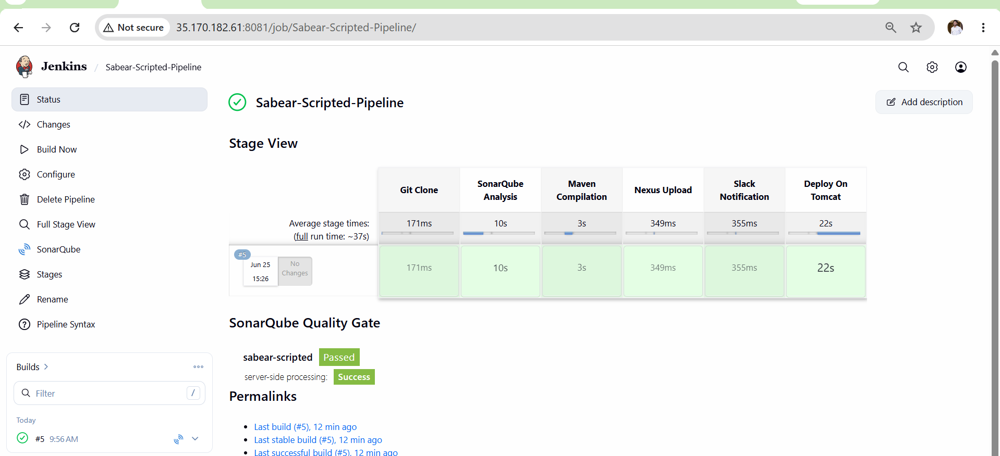 Not secure
35.170.182.61:8081/job/Sabear-Scripted-Pipeline/
Jenkins / Sabear-Scripted-Pipeline
Status
Changes
Build Now
Configure
Delete Pipeline
Full Stage View
SonarQube
Stages
Rename
Pipeline Syntax
Builds
Filter /
Today
#5 9:56 AM
Sabear-Scripted-Pipeline
Add description
Stage View
Git Clone
SonarQube
Analysis
Maven
Compilation
Nexus Upload
Slack
Notification
Deploy On
Tomcat
Average stage times:
(full run time: ~37s)
171ms
10s
3s
349ms
355ms
22s
#5
Jun 25
15:26
No
Changes
171ms
10s
3s
349ms
355ms
22s
SonarQube Quality Gate
sabear-scripted Passed
server-side processing: Success
Permalinks
Last build (#5), 12 min ago
Last stable build (#5), 12 min ago
Last successful build (#5), 12 min ago